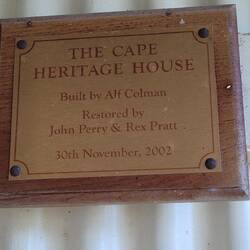 THE CAPE
HERITAGE HOUSE
Built by Alf Colman
Restored by
John Perry & Rex Pratt
30th November, 2002